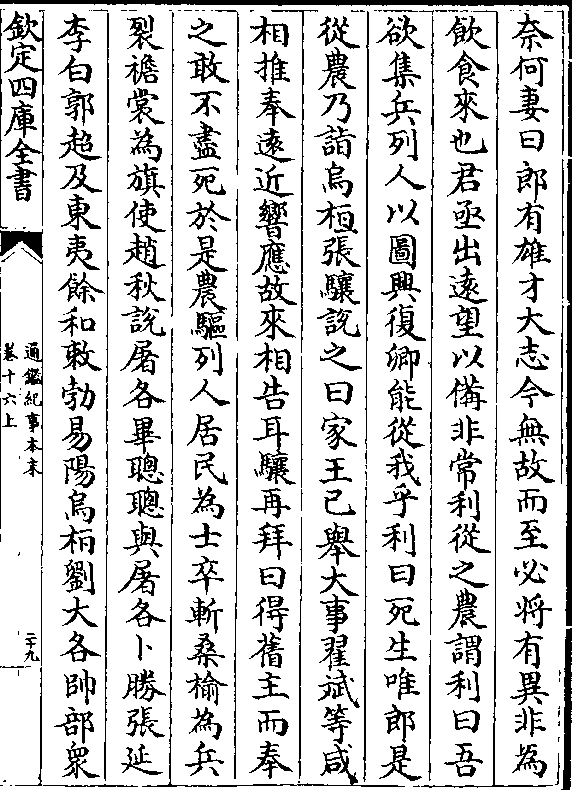 奈何妻曰郎有雄才大志今無故而至必將有異非為
飲食來也君亟出遠望以備非常利從之農謂利曰吾
欲集兵列人以圖興復卿能從我乎利曰死生唯郎是
從農乃詣烏桓張驤說之曰家王已舉大事翟斌等咸
相推奉遠近響應故來相告耳驤再拜曰得舊主而奉
之敢不盡死於是農驅列人居民為士卒斬桑榆為兵
裂襜裳為旗使趙秋說屠各畢聰聰與屠各卜勝張延
李白郭超及東夷餘和敕勃易陽烏桓劉大各帥部衆
欽定四庫全書
通鑑紀事本末
卷十六上
二十九